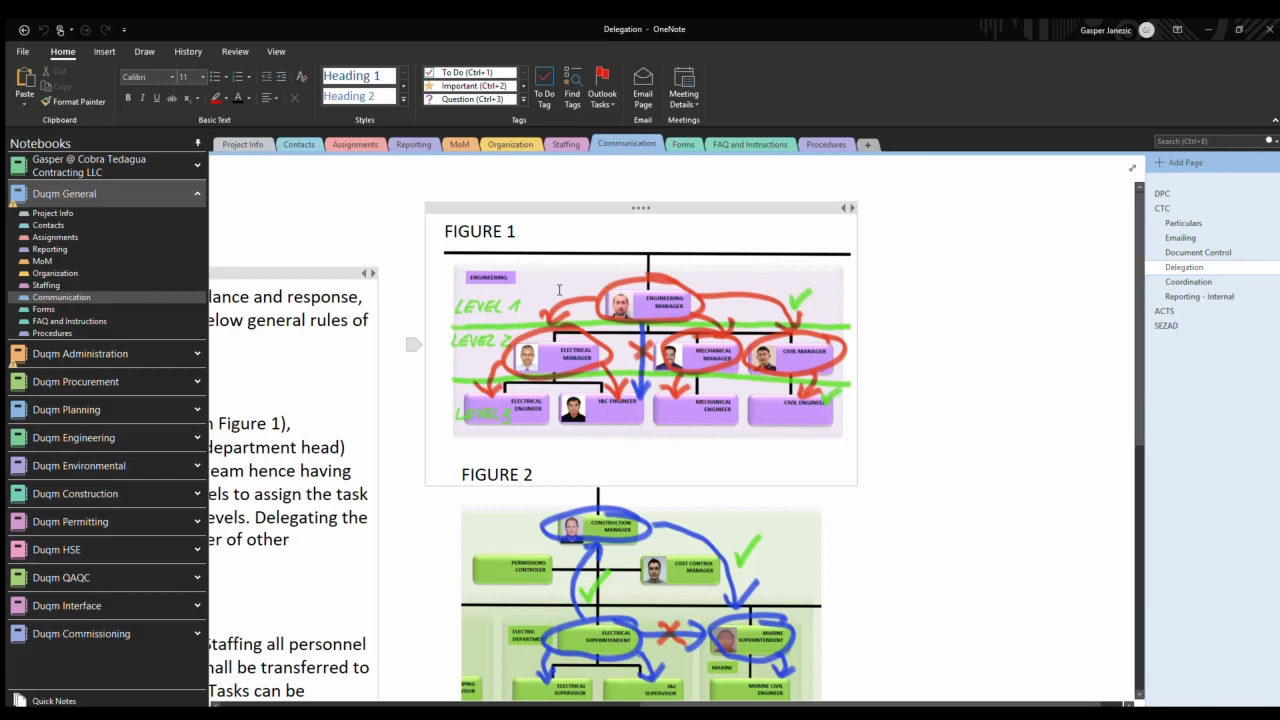 Delegation - OneNote
Gasper Janezic
File Home Insert Draw History Review View
Paste
Cut
Copy
Format Painter
Clipboard
Calibri 11
Basic Text
Heading 1
Heading 2
Styles
To Do (Ctrl+1)
Important (Ctrl+2)
Question (Ctrl+3)
To Do
Tag
Find
Tags
Outlook
Tasks
Tags
Email
Page
Email
Meeting
Details
Meetings
Notebooks
Project Info Contacts Assignments Reporting MoM Organization Staffing Communication Forms FAQ and Instructions Procedures
Search (Ctrl+E)
Gasper @ Cobra Tedagua
Contracting LLC
Duqm General
Project Info
Contacts
Assignments
Reporting
MoM
Organization
Staffing
Communication
Forms
FAQ and Instructions
Procedures
Duqm Administration
Duqm Procurement
Duqm Planning
Duqm Engineering
Duqm Environmental
Duqm Construction
Duqm Permitting
Duqm HSE
Duqm QAQC
Duqm Interface
Duqm Commissioning
Quick Notes
lance and response,
elow general rules of
n Figure 1),
department head)
eam hence having
els to assign the task
evels. Delegating the
er of other
Staffing all personnel
hall be transferred to
Tasks can be
FIGURE 1
ENGINEERING
LEVEL 1
ENGINEERING
MANAGER
LEVEL 2
ELECTRICAL
MANAGER
MECHANICAL
MANAGER
CIVIL MANAGER
LEVEL 3
ELECTRICAL
ENGINEER
I&C ENGINEER
MECHANICAL
ENGINEER
CIVIL ENGINEER
FIGURE 2
CONSTRUCTION
MANAGER
PERMISSIONS
CONTROLER
COST CONTROL
MANAGER
ELECTRIC
DEPARTMENT
ELECTRICAL
SUPERINTENDENT
MARINE
SUPERINTENDENT
MARINE
PING
VISOR
ELECTRICAL
SUPERVISOR
I&C
SUPERVISOR
MARINE CIVIL
ENGINEER
Add Page
DPC
CTC
Particulars
Emailing
Document Control
Delegation
Coordination
Reporting - Internal
ACTS
SEZAD